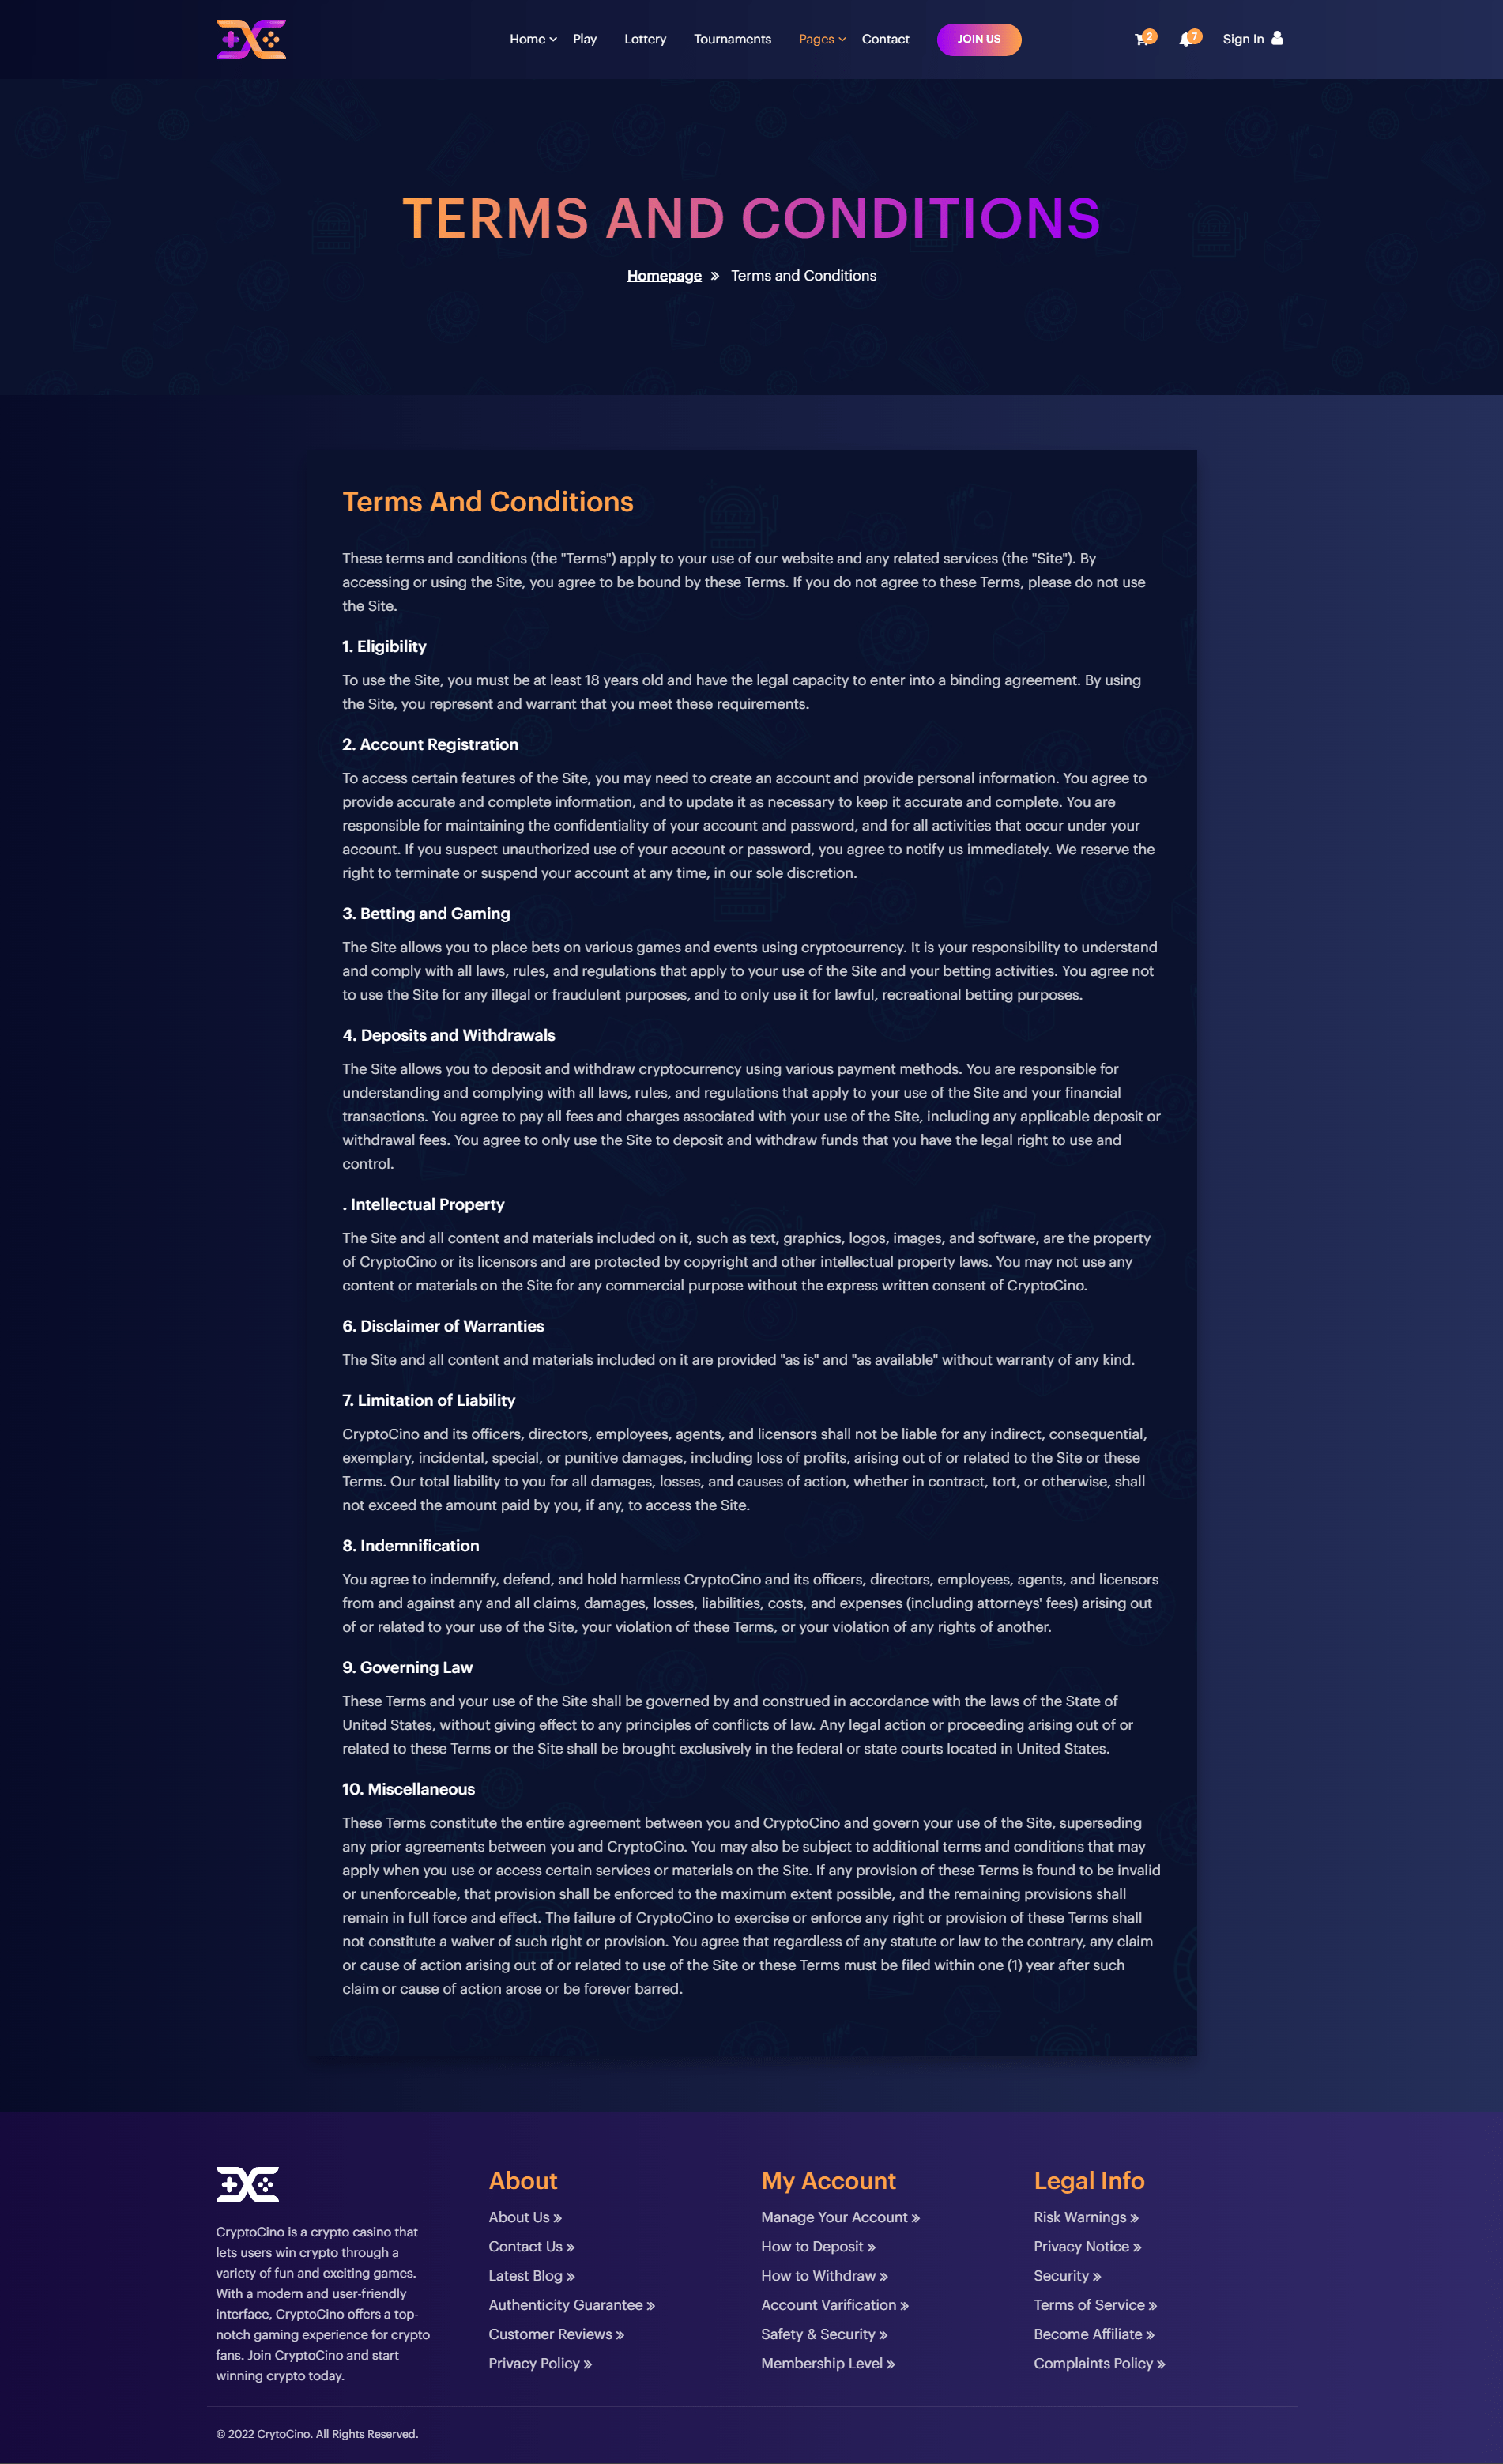 Home Play Lottery Tournaments Pages Contact JOIN US 2 7 Sign In
TERMS AND CONDITIONS
Homepage » Terms and Conditions
Terms And Conditions
These terms and conditions (the "Terms") apply to your use of our website and any related services (the "Site"). By
accessing or using the Site, you agree to be bound by these Terms. If you do not agree to these Terms, please do not use
the Site.
1. Eligibility
To use the Site, you must be at least 18 years old and have the legal capacity to enter into a binding agreement. By using
the Site, you represent and warrant that you meet these requirements.
2. Account Registration
To access certain features of the Site, you may need to create an account and provide personal information. You agree to
provide accurate and complete information, and to update it as necessary to keep it accurate and complete. You are
responsible for maintaining the confidentiality of your account and password, and for all activities that occur under your
account. If you suspect unauthorized use of your account or password, you agree to notify us immediately. We reserve the
right to terminate or suspend your account at any time, in our sole discretion.
3. Betting and Gaming
The Site allows you to place bets on various games and events using cryptocurrency. It is your responsibility to understand
and comply with all laws, rules, and regulations that apply to your use of the Site and your betting activities. You agree not
to use the Site for any illegal or fraudulent purposes, and to only use it for lawful, recreational betting purposes.
4. Deposits and Withdrawals
The Site allows you to deposit and withdraw cryptocurrency using various payment methods. You are responsible for
understanding and complying with all laws, rules, and regulations that apply to your use of the Site and your financial
transactions. You agree to pay all fees and charges associated with your use of the Site, including any applicable deposit or
withdrawal fees. You agree to only use the Site to deposit and withdraw funds that you have the legal right to use and
control.
. Intellectual Property
The Site and all content and materials included on it, such as text, graphics, logos, images, and software, are the property
of CryptoCino or its licensors and are protected by copyright and other intellectual property laws. You may not use any
content or materials on the Site for any commercial purpose without the express written consent of CryptoCino.
6. Disclaimer of Warranties
The Site and all content and materials included on it are provided "as is" and "as available" without warranty of any kind.
7. Limitation of Liability
CryptoCino and its officers, directors, employees, agents, and licensors shall not be liable for any indirect, consequential,
exemplary, incidental, special, or punitive damages, including loss of profits, arising out of or related to the Site or these
Terms. Our total liability to you for all damages, losses, and causes of action, whether in contract, tort, or otherwise, shall
not exceed the amount paid by you, if any, to access the Site.
8. Indemnification
You agree to indemnify, defend, and hold harmless CryptoCino and its officers, directors, employees, agents, and licensors
from and against any and all claims, damages, losses, liabilities, costs, and expenses (including attorneys' fees) arising out
of or related to your use of the Site, your violation of these Terms, or your violation of any rights of another.
9. Governing Law
These Terms and your use of the Site shall be governed by and construed in accordance with the laws of the State of
United States, without giving effect to any principles of conflicts of law. Any legal action or proceeding arising out of or
related to these Terms or the Site shall be brought exclusively in the federal or state courts located in United States.
10. Miscellaneous
These Terms constitute the entire agreement between you and CryptoCino and govern your use of the Site, superseding
any prior agreements between you and CryptoCino. You may also be subject to additional terms and conditions that may
apply when you use or access certain services or materials on the Site. If any provision of these Terms is found to be invalid
or unenforceable, that provision shall be enforced to the maximum extent possible, and the remaining provisions shall
remain in full force and effect. The failure of CryptoCino to exercise or enforce any right or provision of these Terms shall
not constitute a waiver of such right or provision. You agree that regardless of any statute or law to the contrary, any claim
or cause of action arising out of or related to use of the Site or these Terms must be filed within one (1) year after such
claim or cause of action arose or be forever barred.
CryptoCino is a crypto casino that
lets users win crypto through a
variety of fun and exciting games.
With a modern and user-friendly
interface, CryptoCino offers a top-
notch gaming experience for crypto
fans. Join CryptoCino and start
winning crypto today.
About
About Us »
Contact Us »
Latest Blog »
Authenticity Guarantee »
Customer Reviews »
Privacy Policy »
My Account
Manage Your Account »
How to Deposit »
How to Withdraw »
Account Varification »
Safety & Security »
Membership Level »
Legal Info
Risk Warnings »
Privacy Notice »
Security »
Terms of Service »
Become Affiliate »
Complaints Policy »
© 2022 CrytoCino. All Rights Reserved.